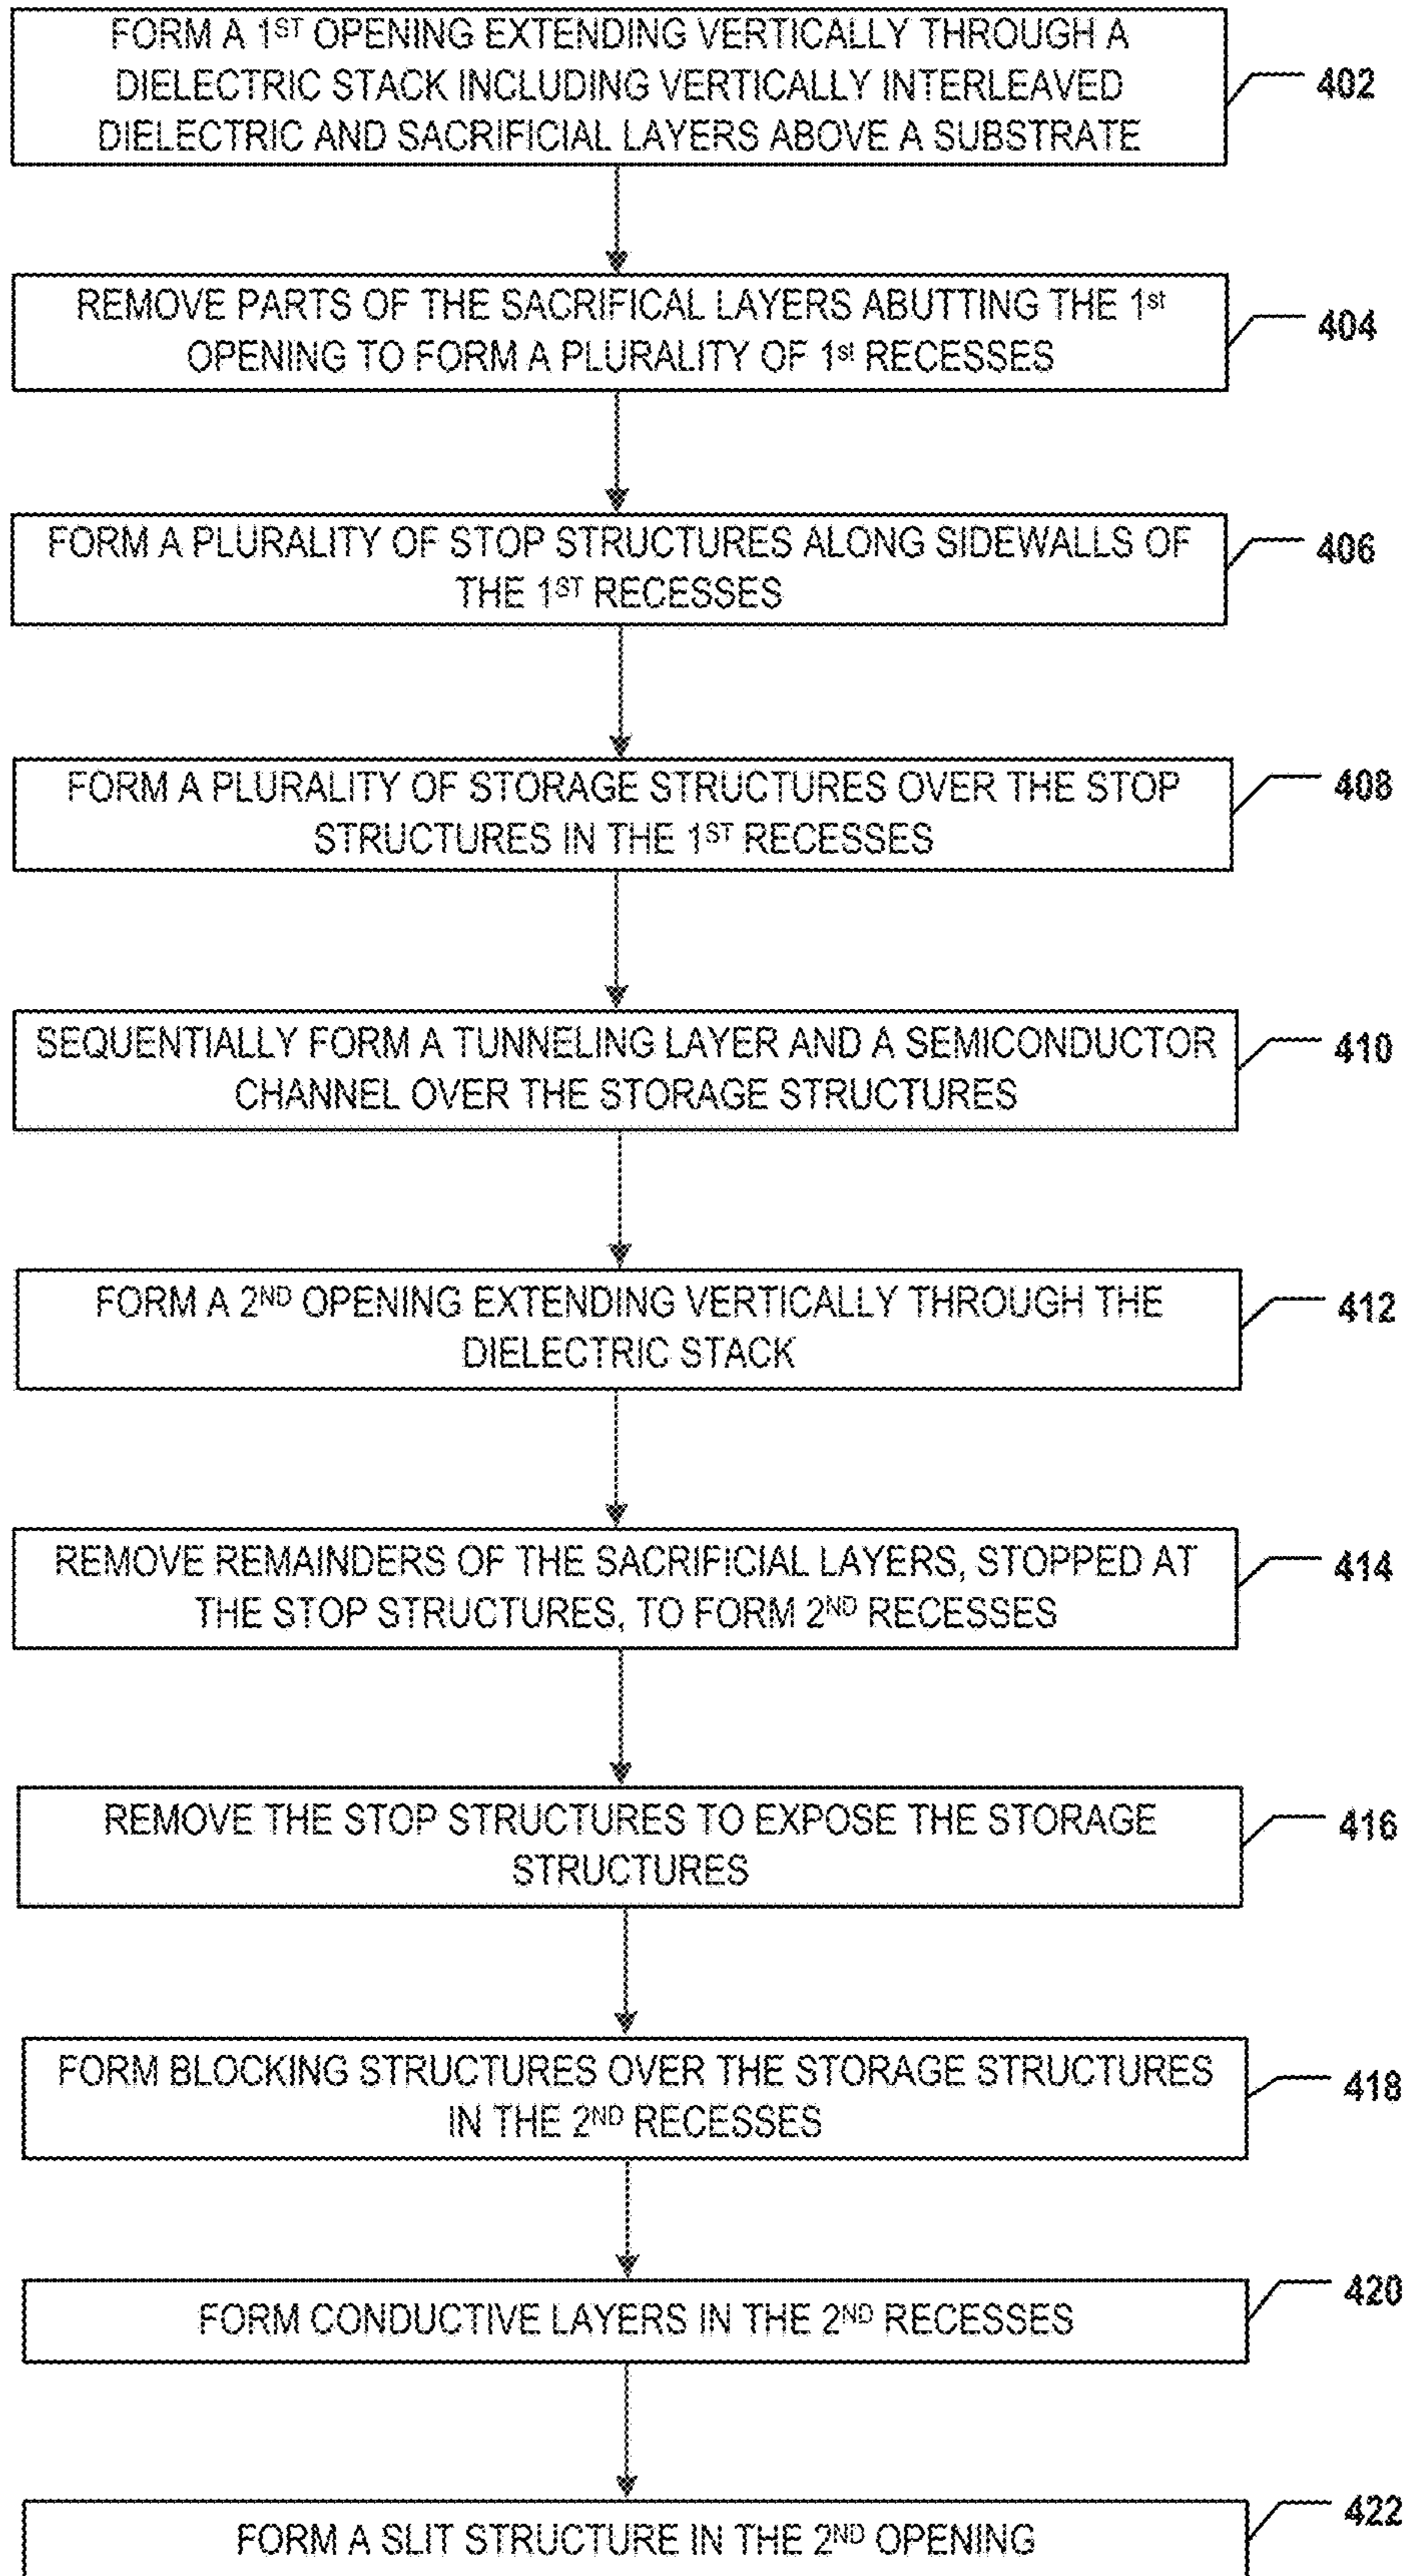 FORM A 1ST OPENING EXTENDING VERTICALLY THROUGH A
DIELECTRIC STACK INCLUDING VERTICALLY INTERLEAVED
DIELECTRIC AND SACRIFICIAL LAYERS ABOVE A SUBSTRATE
402
REMOVE PARTS OF THE SACRIFICAL LAYERS ABUTTING THE 1st
OPENING TO FORM A PLURALITY OF 1st RECESSES
404
FORM A PLURALITY OF STOP STRUCTURES ALONG SIDEWALLS OF
THE 1ST RECESSES
406
FORM A PLURALITY OF STORAGE STRUCTURES OVER THE STOP
STRUCTURES IN THE 1ST RECESSES
408
SEQUENTIALLY FORM A TUNNELING LAYER AND A SEMICONDUCTOR
CHANNEL OVER THE STORAGE STRUCTURES
410
FORM A 2ND OPENING EXTENDING VERTICALLY THROUGH THE
DIELECTRIC STACK
412
REMOVE REMAINDERS OF THE SACRIFICIAL LAYERS, STOPPED AT
THE STOP STRUCTURES, TO FORM 2ND RECESSES
414
REMOVE THE STOP STRUCTURES TO EXPOSE THE STORAGE
STRUCTURES
416
FORM BLOCKING STRUCTURES OVER THE STORAGE STRUCTURES
IN THE 2ND RECESSES
418
FORM CONDUCTIVE LAYERS IN THE 2ND RECESSES
420
FORM A SLIT STRUCTURE IN THE 2ND OPENING
422